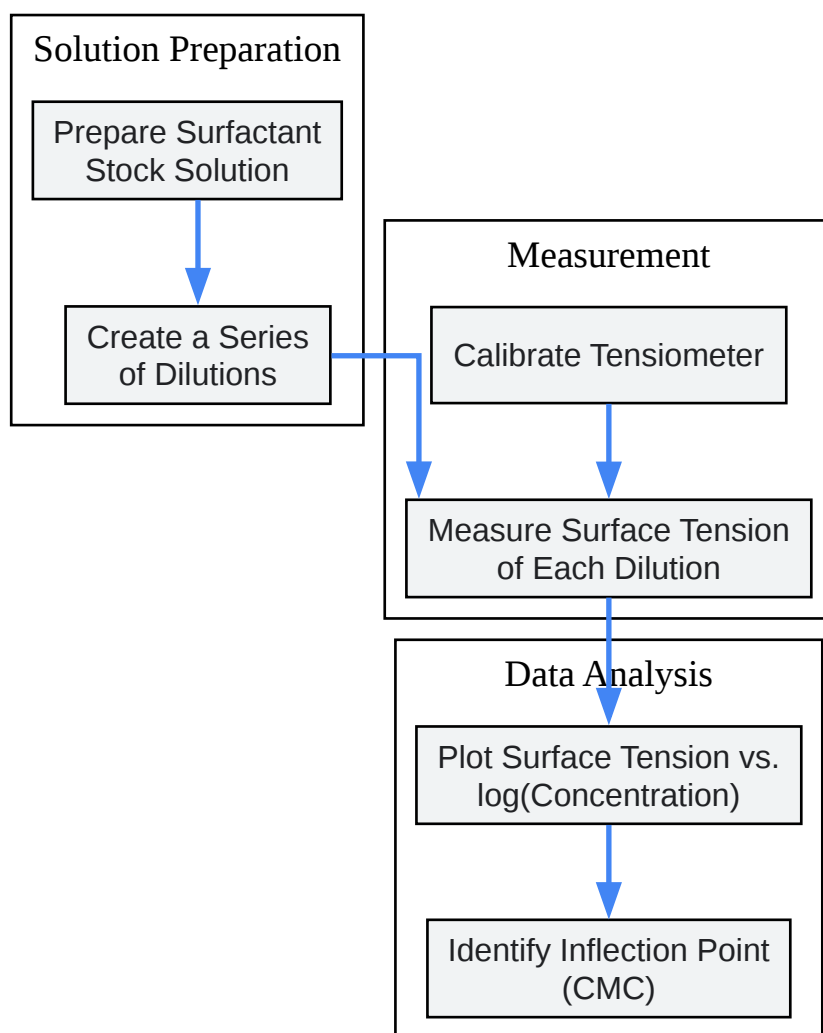 Solution Preparation
Prepare Surfactant
Stock Solution
Create a Series
of Dilutions
Measurement
Calibrate Tensiometer
Measure Surface Tension
of Each Dilution
Data Analysis
Plot Surface Tension vs.
log(Concentration)
Identify Inflection Point
(CMC)